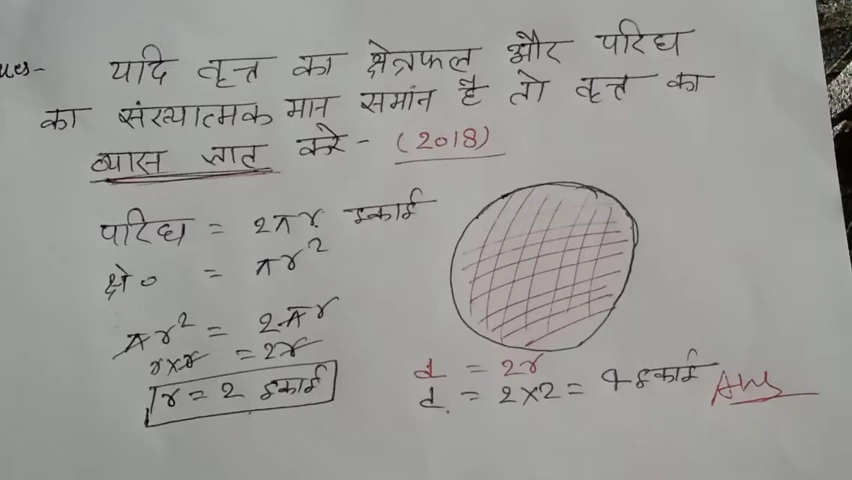 ues- यदि वृत्त का क्षेत्रफल और परिधि
का संख्यात्मक मान समांन है तो वृत्त का
व्यास ज्ञात करे - (2018)
परिधि = 2πr इकाई
क्षे० = πr²
πr² = 2πr
r×r = 2r
r = 2 इकाई
d = 2r
d. = 2×2 = 4 इकाई Ans